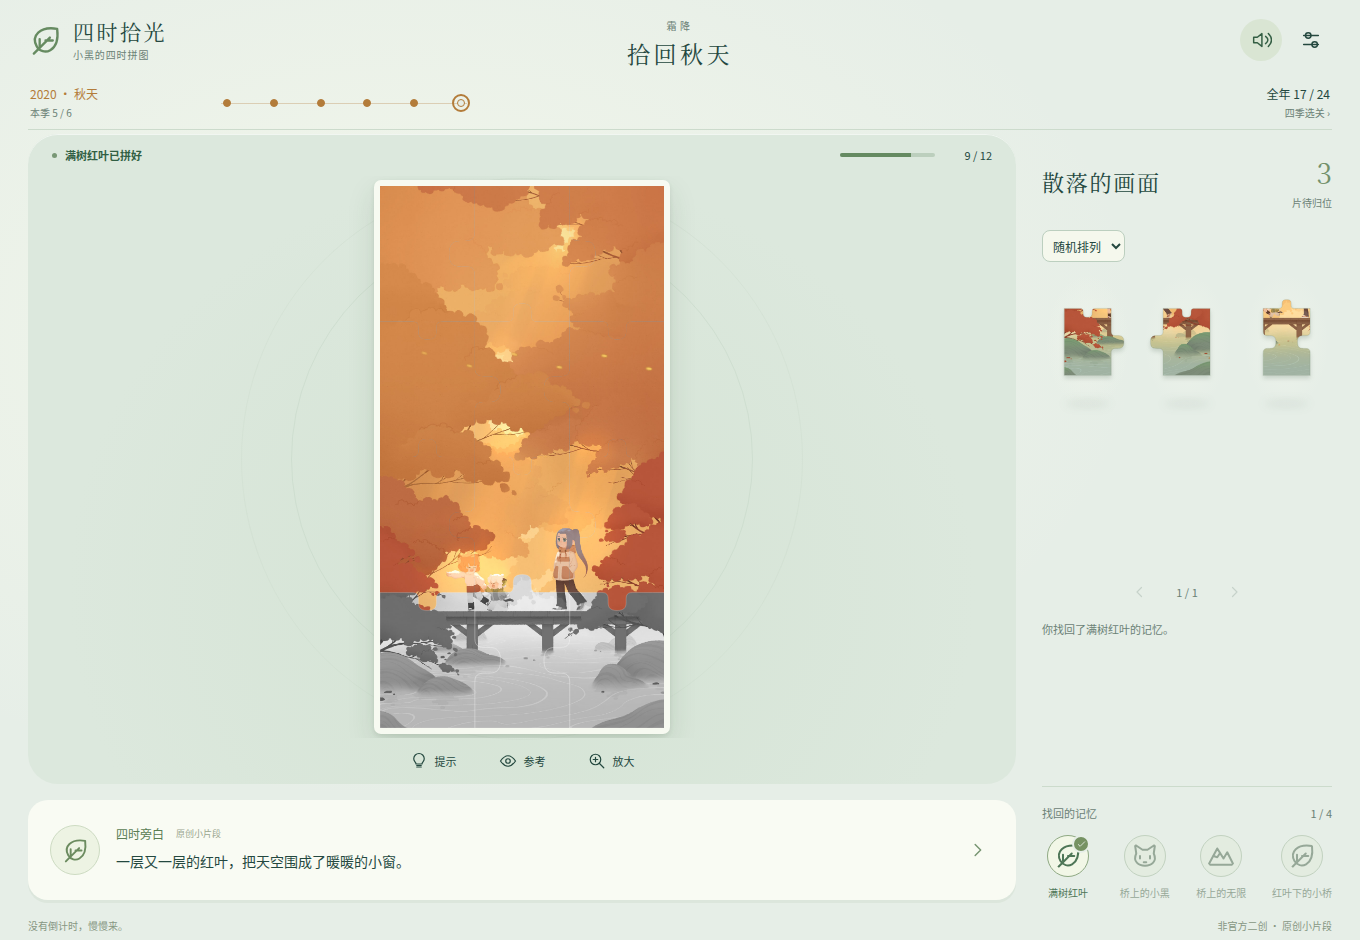 四时拾光
小黑的四时拼图
霜降
拾回秋天
2020 · 秋天
本季 5 / 6
全年 17 / 24
四季选关 ›
满树红叶已拼好
9 / 12
散落的画面
3
片待归位
随机排列
1 / 1
你找回了满树红叶的记忆。
提示
参考
放大
四时旁白
原创小片段
一层又一层的红叶，把天空围成了暖暖的小窗。
找回的记忆
1 / 4
满树红叶
桥上的小黑
桥上的无限
红叶下的小桥
没有倒计时，慢慢来。
非官方二创 · 原创小片段